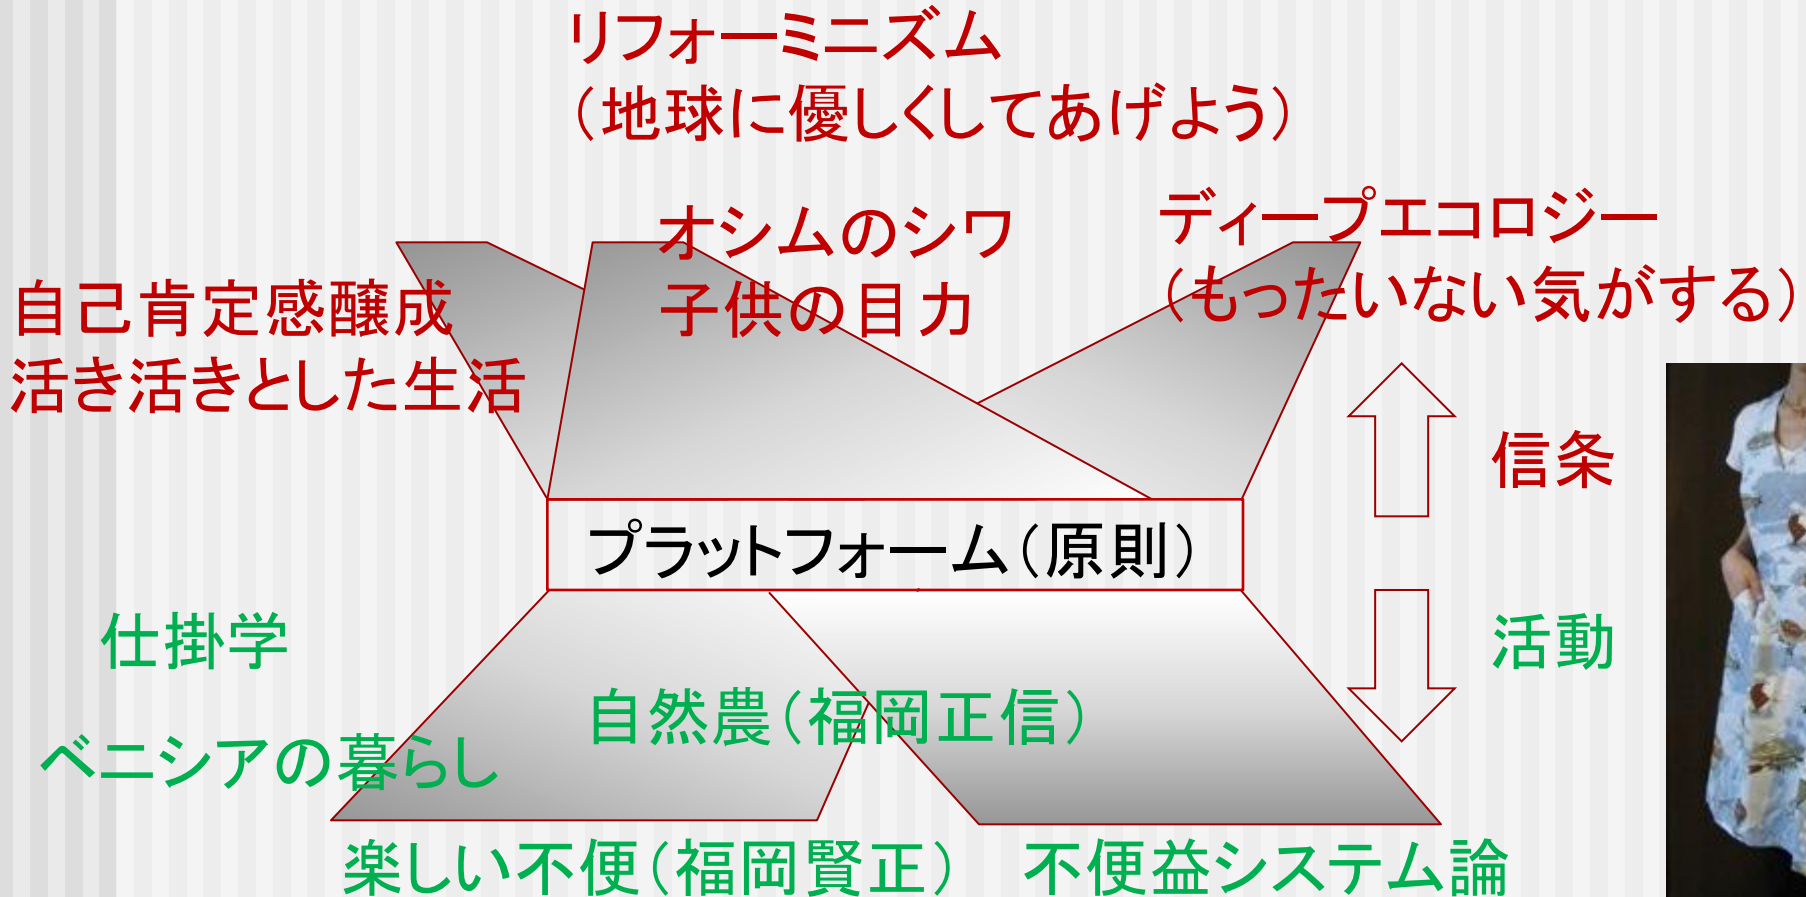 リフォーミニズム
（地球に優しくしてあげよう）
オシムのシワ
子供の目力
ディープエコロジー
（もったいない気がする）
自己肯定感醸成
活き活きとした生活
信条
プラットフォーム（原則）
仕掛学
活動
自然農（福岡正信）
ベニシアの暮らし
楽しい不便（福岡賢正）
不便益システム論